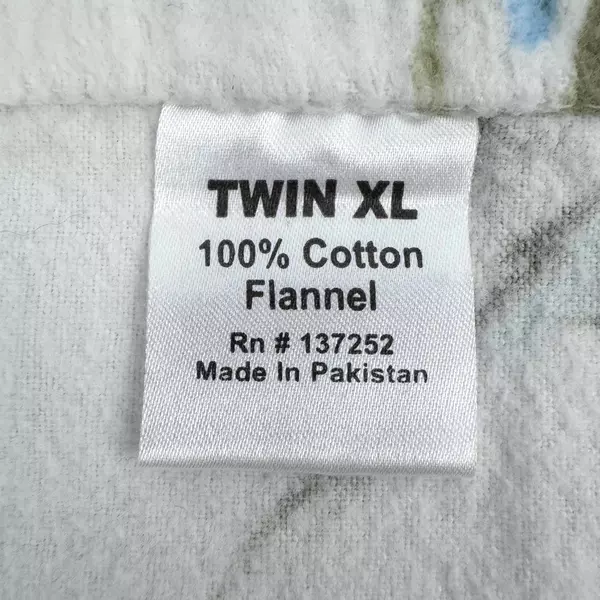 TWIN XL
100% Cotton
Flannel
Rn # 137252
Made In Pakistan